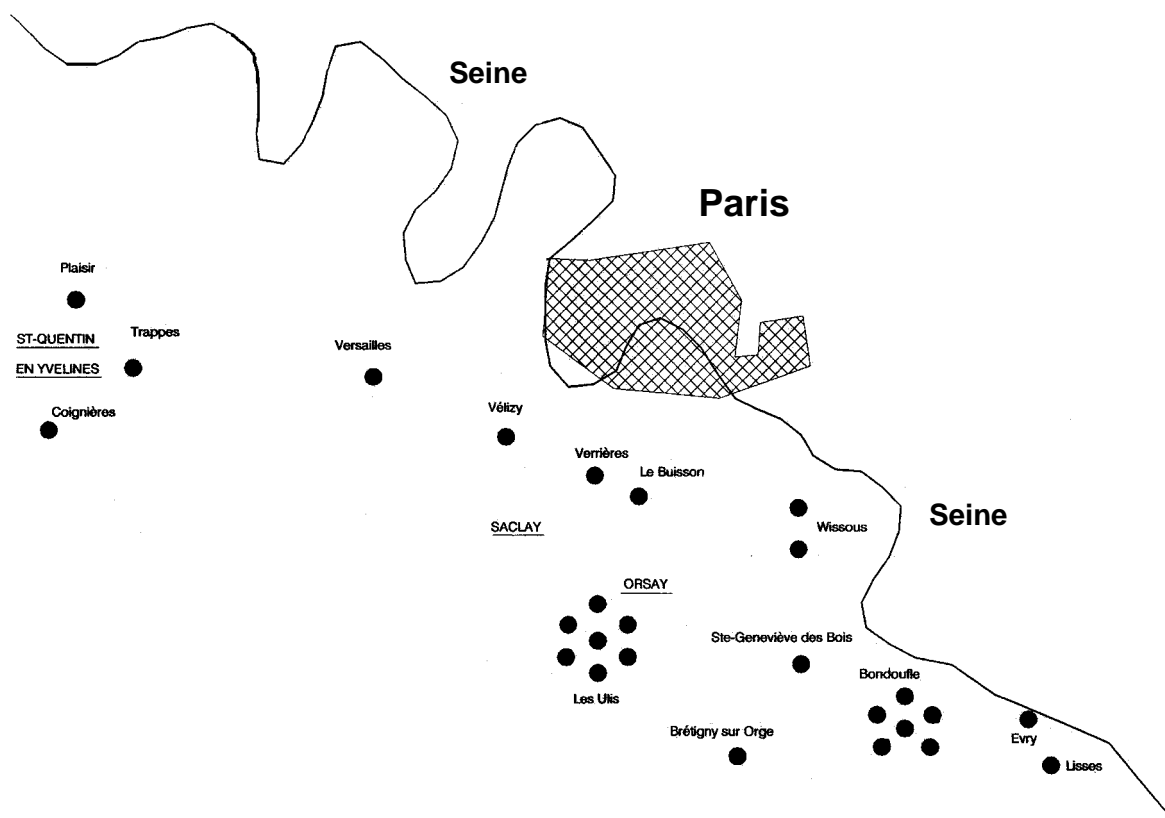 Seine
Paris
Plaisir
ST-QUENTIN
EN YVELINES
Trappes
Versailles
Coignières
Vélizy
Verrières
Le Buisson
SACLAY
Wissous
Seine
ORSAY
Ste-Geneviève des Bois
Bondoufle
Les Ulis
Brétigny sur Orge
Evry
Lisses